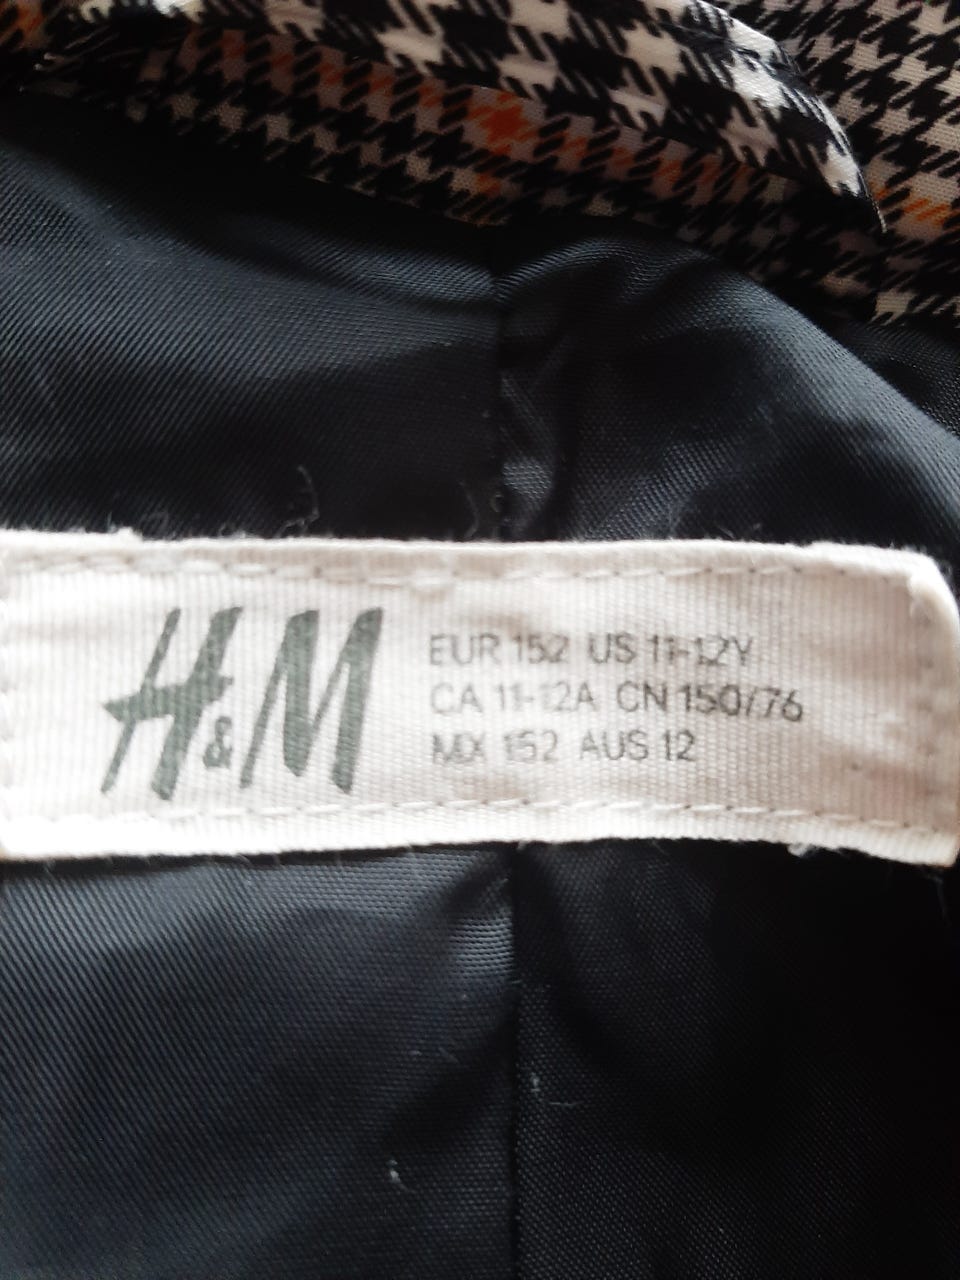 H&M
EUR 152 US 11-12Y
CA 11-12A CN 150/76
MX 152 AUS 12